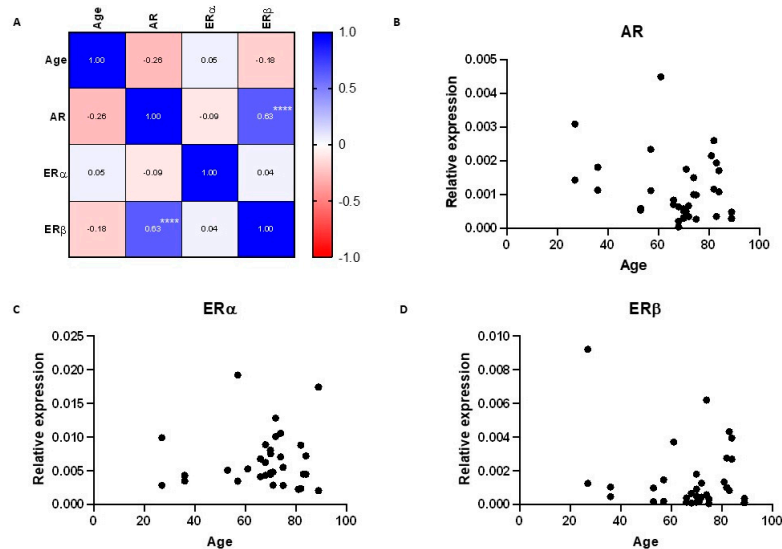 A
Age AR ERα ERβ
Age 1.00 -0.26 0.05 -0.18
AR -0.26 1.00 -0.09 0.63****
ERα 0.05 -0.09 1.00 0.04
ERβ -0.18 0.63**** 0.04 1.00
1.0
0.5
0
-0.5
-1.0
B
AR
Relative expression
0.005
0.004
0.003
0.002
0.001
0.000
0 20 40 60 80 100
Age
C
ERα
Relative expression
0.025
0.020
0.015
0.010
0.005
0.000
0 20 40 60 80 100
Age
D
ERβ
Relative expression
0.010
0.008
0.006
0.004
0.002
0.000
0 20 40 60 80 100
Age